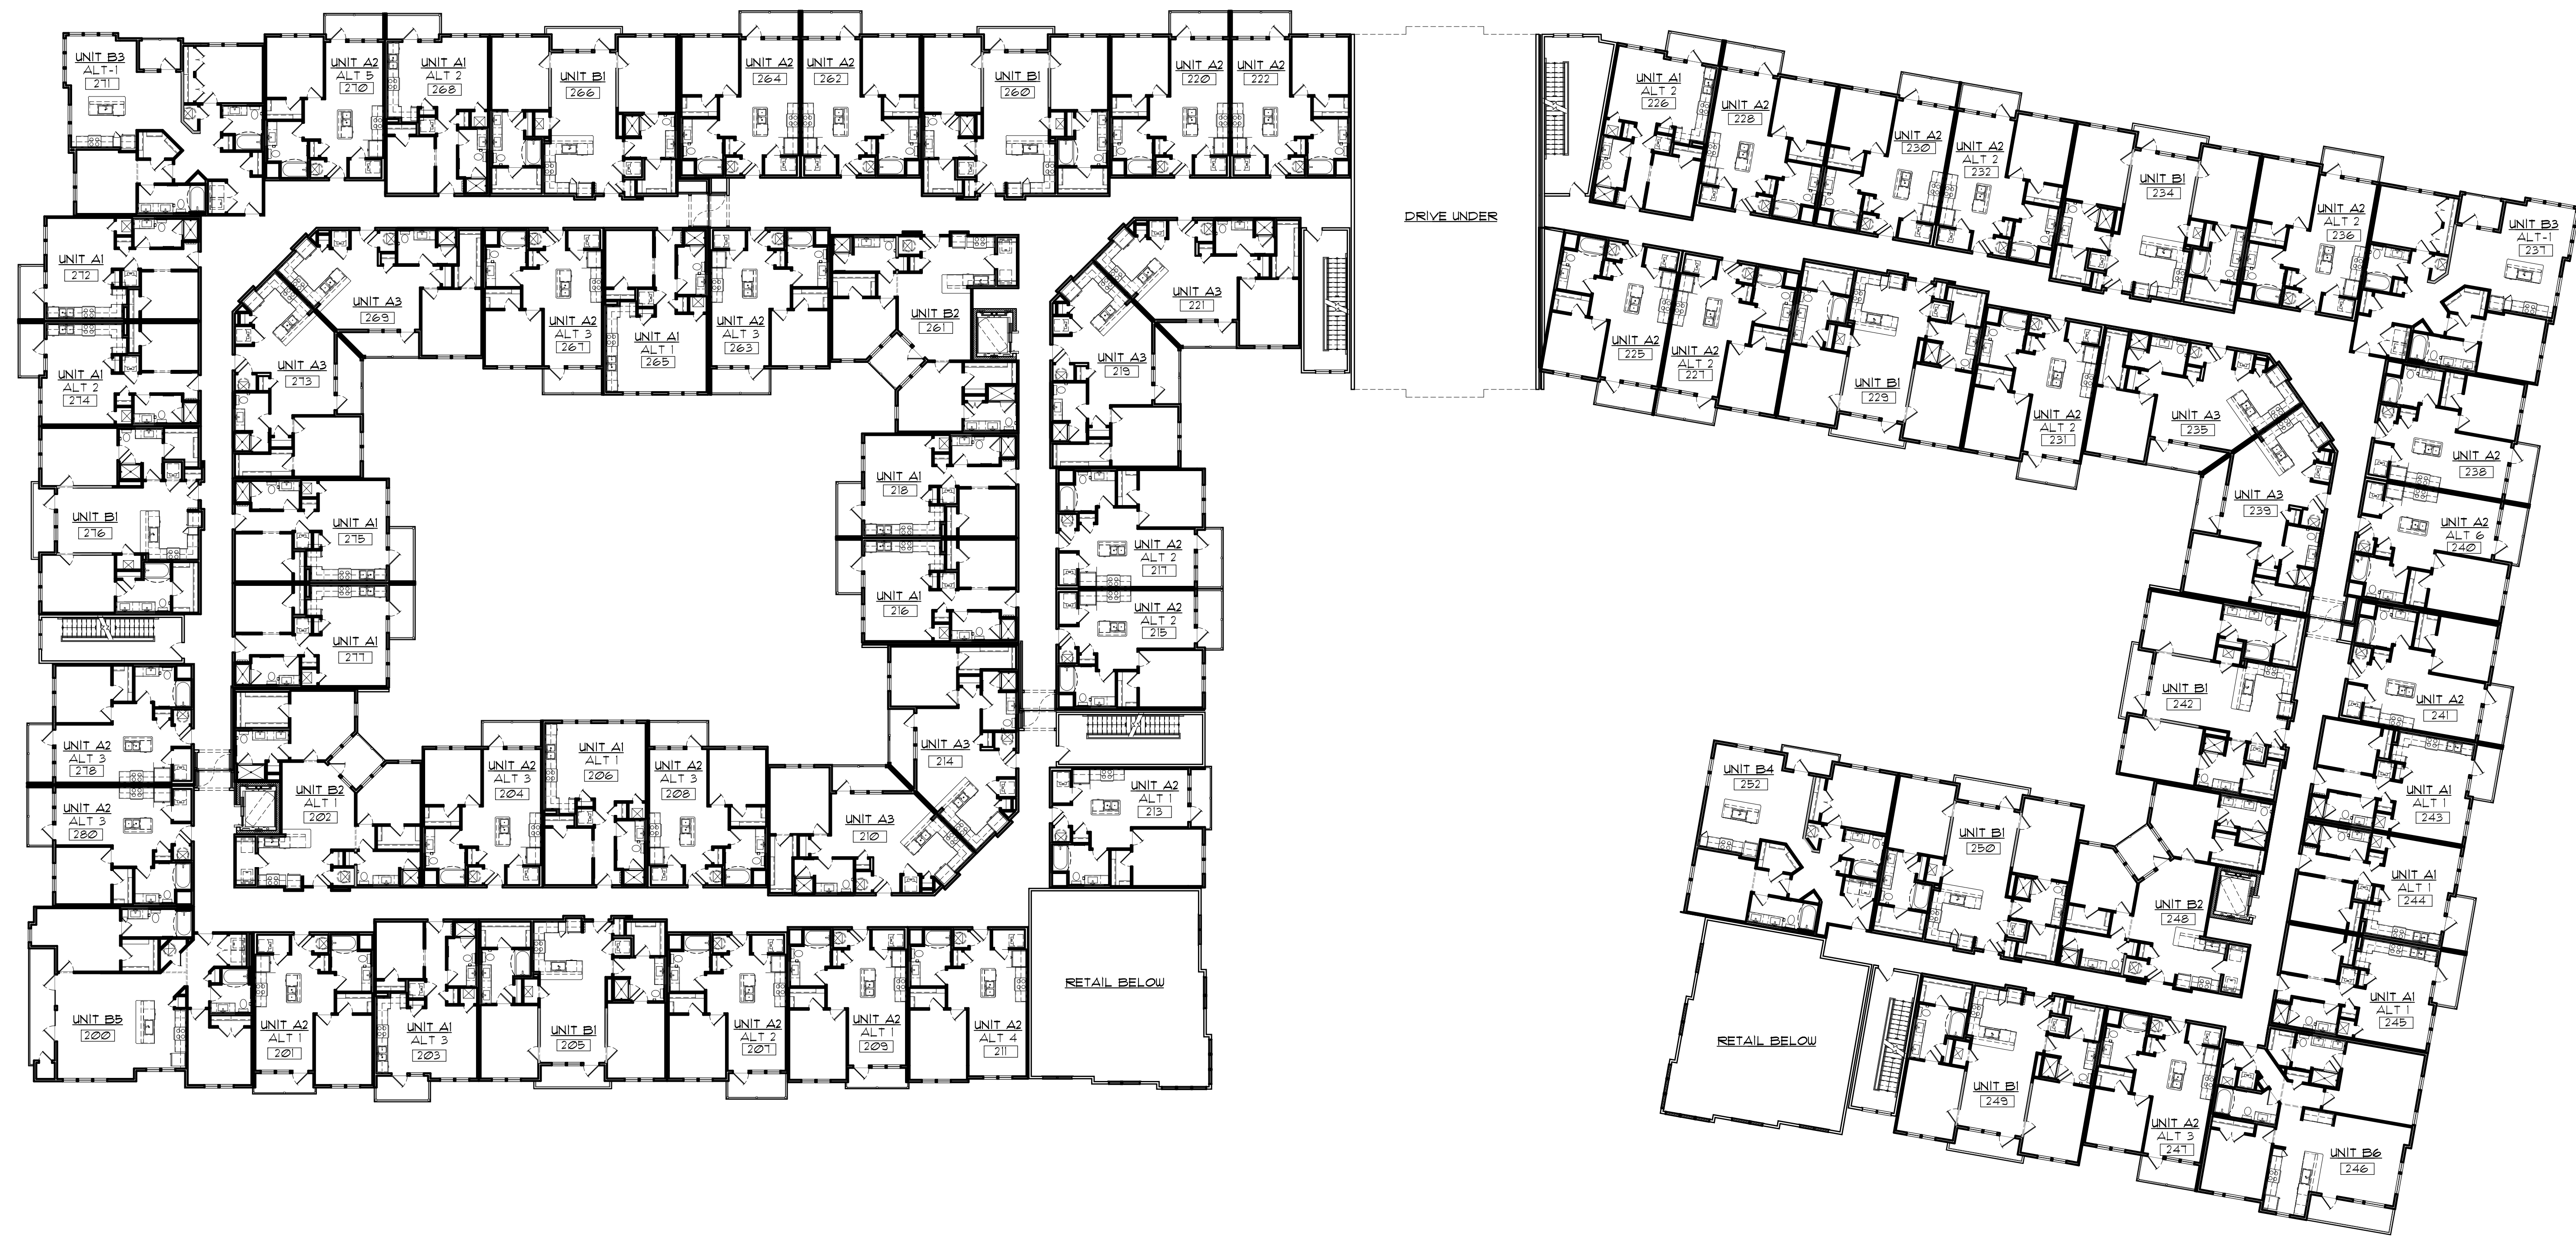 UNIT B3
ALT-1
271
UNIT A2
ALT 5
270
UNIT A1
ALT 2
268
UNIT B1
266
UNIT A2
264
UNIT A2
262
UNIT B1
260
UNIT A2
220
UNIT A2
222
DRIVE UNDER
UNIT A1
ALT 2
226
UNIT A2
228
UNIT A2
230
UNIT A2
ALT 2
232
UNIT B1
234
UNIT A2
ALT 2
236
UNIT B3
ALT-1
237
UNIT A1
272
UNIT A1
ALT 2
274
UNIT B1
276
UNIT A2
ALT 3
278
UNIT A2
ALT 3
280
UNIT A3
269
UNIT A3
273
UNIT A2
ALT 3
267
UNIT A1
ALT 1
265
UNIT A2
ALT 3
263
UNIT B2
261
UNIT A3
221
UNIT A3
219
UNIT A1
275
UNIT A1
277
UNIT A1
218
UNIT A1
216
UNIT A2
ALT 2
217
UNIT A2
ALT 2
215
UNIT A3
214
UNIT A2
ALT 1
213
UNIT B2
ALT 1
202
UNIT A2
ALT 3
204
UNIT A1
ALT 1
206
UNIT A2
ALT 3
208
UNIT A3
210
UNIT B5
200
UNIT A2
ALT 1
201
UNIT A1
ALT 3
203
UNIT B1
205
UNIT A2
ALT 2
207
UNIT A2
ALT 1
209
UNIT A2
ALT 4
211
RETAIL BELOW
UNIT A2
225
UNIT A2
ALT 2
227
UNIT B1
229
UNIT A2
ALT 2
231
UNIT A3
235
UNIT A3
239
UNIT A2
238
UNIT A2
ALT 6
240
UNIT B1
242
UNIT A2
241
UNIT A1
ALT 1
243
UNIT A1
ALT 1
244
UNIT A1
ALT 1
245
UNIT B4
252
UNIT B1
250
UNIT B2
248
RETAIL BELOW
UNIT B1
249
UNIT A2
ALT 3
247
UNIT B6
246